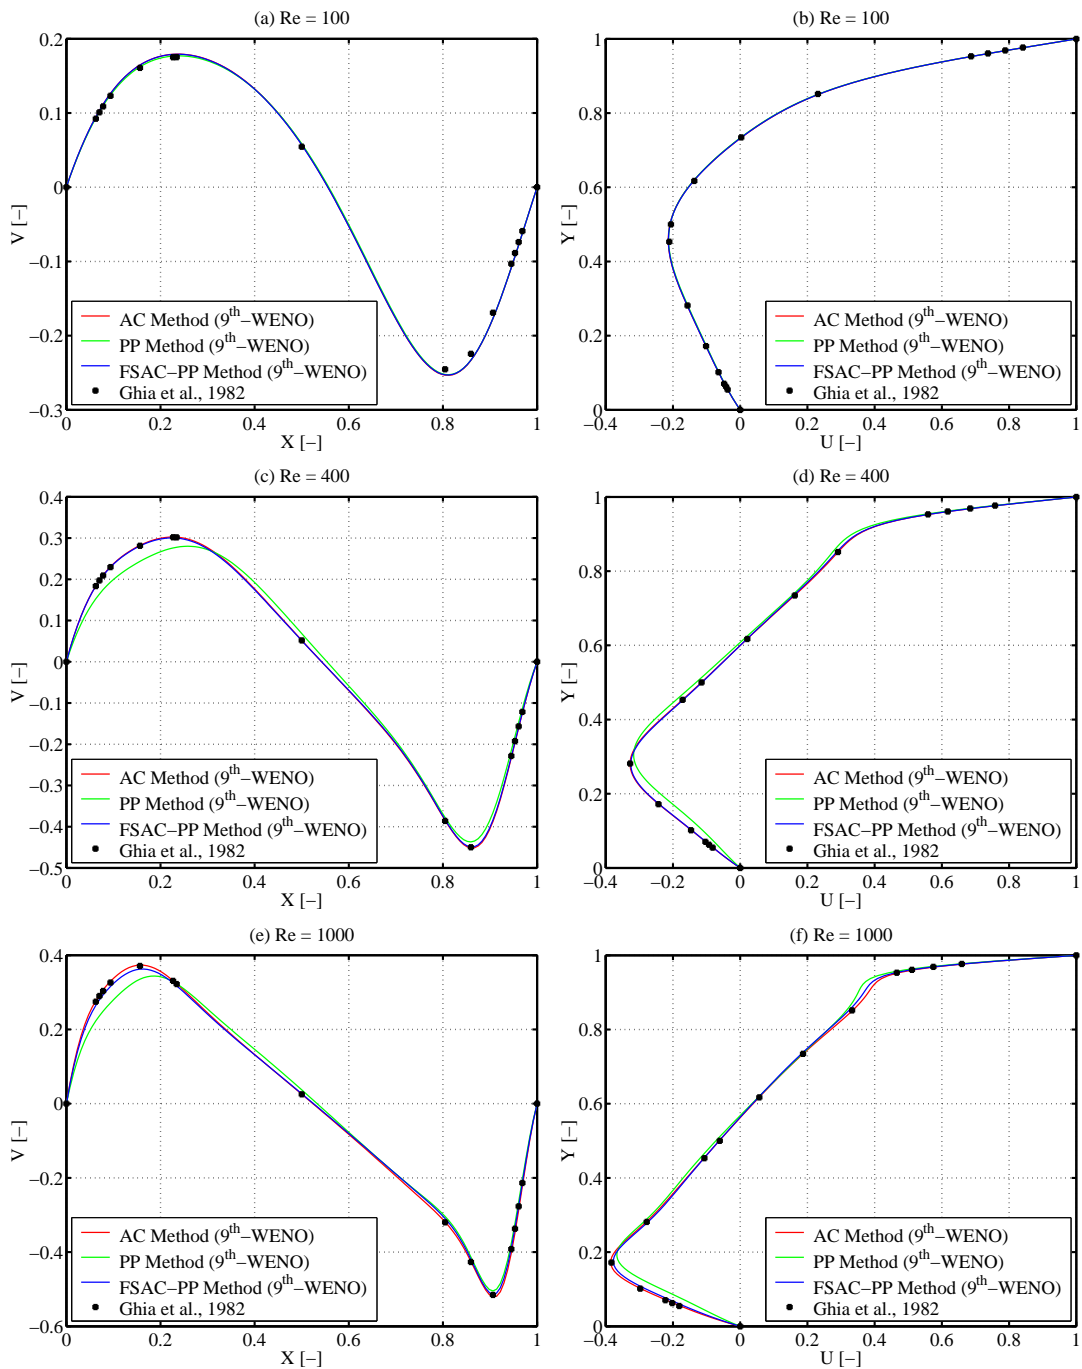 (a) Re = 100
0.2
0.1
0
−0.1
−0.2
−0.3
V [−]
AC Method (9th−WENO)
PP Method (9th−WENO)
FSAC−PP Method (9th−WENO)
Ghia et al., 1982
0 0.2 0.4 0.6 0.8 1
X [−]
(b) Re = 100
1
0.8
0.6
0.4
0.2
0
Y [−]
AC Method (9th−WENO)
PP Method (9th−WENO)
FSAC−PP Method (9th−WENO)
Ghia et al., 1982
−0.4 −0.2 0 0.2 0.4 0.6 0.8 1
U [−]
(c) Re = 400
0.4
0.3
0.2
0.1
0
−0.1
−0.2
−0.3
−0.4
−0.5
V [−]
AC Method (9th−WENO)
PP Method (9th−WENO)
FSAC−PP Method (9th−WENO)
Ghia et al., 1982
0 0.2 0.4 0.6 0.8 1
X [−]
(d) Re = 400
1
0.8
0.6
0.4
0.2
0
Y [−]
AC Method (9th−WENO)
PP Method (9th−WENO)
FSAC−PP Method (9th−WENO)
Ghia et al., 1982
−0.4 −0.2 0 0.2 0.4 0.6 0.8 1
U [−]
(e) Re = 1000
0.4
0.2
0
−0.2
−0.4
−0.6
V [−]
AC Method (9th−WENO)
PP Method (9th−WENO)
FSAC−PP Method (9th−WENO)
Ghia et al., 1982
0 0.2 0.4 0.6 0.8 1
X [−]
(f) Re = 1000
1
0.8
0.6
0.4
0.2
0
Y [−]
AC Method (9th−WENO)
PP Method (9th−WENO)
FSAC−PP Method (9th−WENO)
Ghia et al., 1982
−0.4 −0.2 0 0.2 0.4 0.6 0.8 1
U [−]